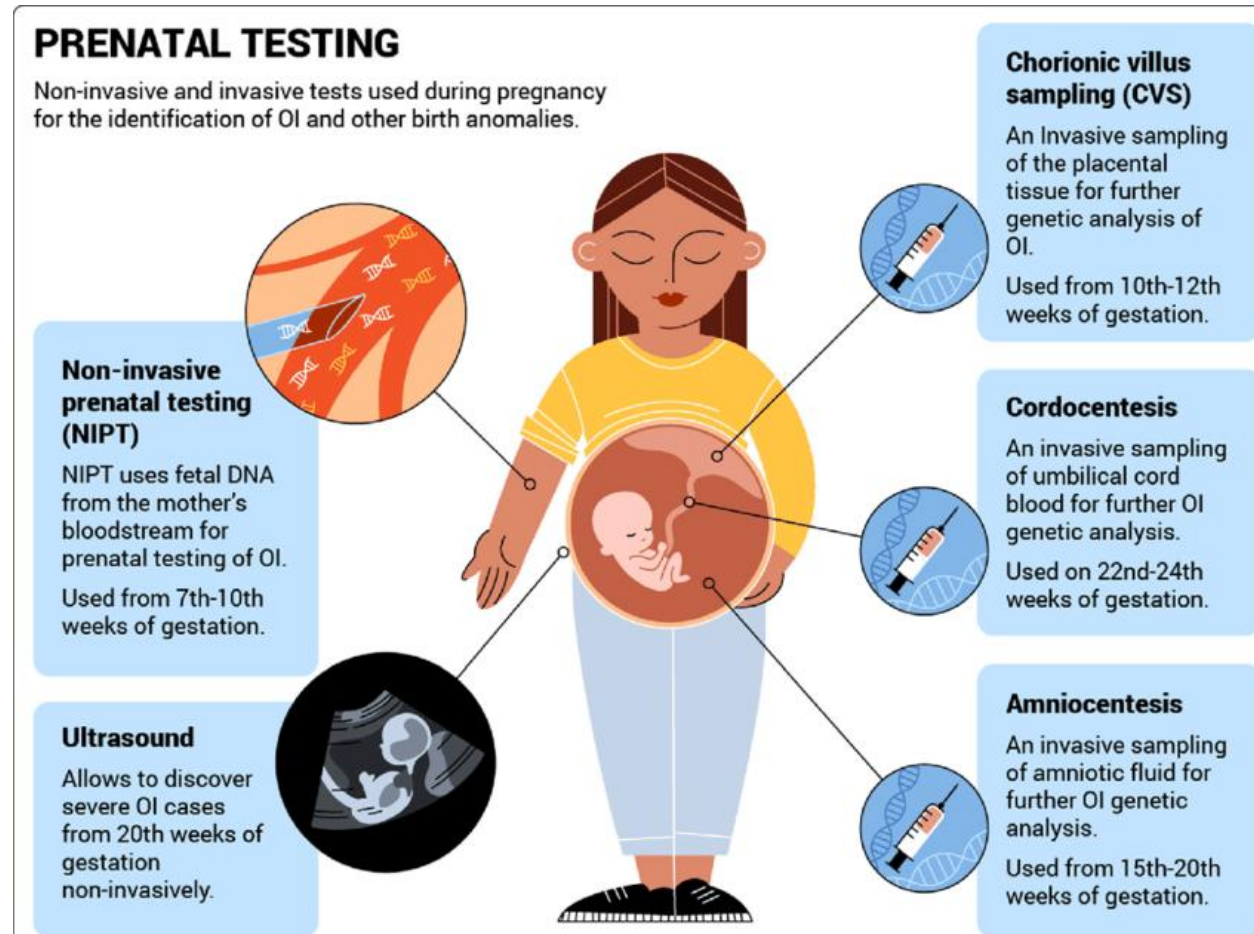 PRENATAL TESTING
Non-invasive and invasive tests used during pregnancy
for the identification of OI and other birth anomalies.
Non-invasive
prenatal testing
(NIPT)
NIPT uses fetal DNA
from the mother's
bloodstream for
prenatal testing of OI.
Used from 7th-10th
weeks of gestation.
Ultrasound
Allows to discover
severe OI cases
from 20th weeks of
gestation
non-invasively.
Chorionic villus
sampling (CVS)
An Invasive sampling
of the placental
tissue for further
genetic analysis of
OI.
Used from 10th-12th
weeks of gestation.
Cordocentesis
An invasive sampling
of umbilical cord
blood for further OI
genetic analysis.
Used on 22nd-24th
weeks of gestation.
Amniocentesis
An invasive sampling
of amniotic fluid for
further OI genetic
analysis.
Used from 15th-20th
weeks of gestation.